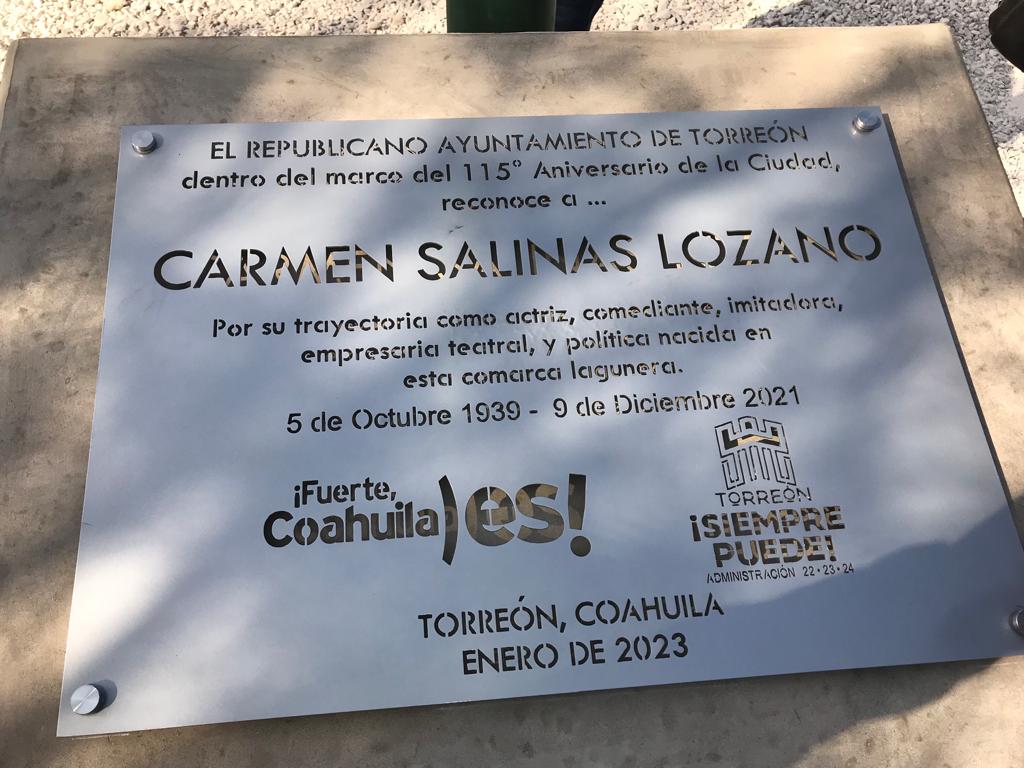 EL REPUBLICANO AYUNTAMIENTO DE TORREÓN
dentro del marco del 115° Aniversario de la Ciudad,
reconoce a ...
CARMEN SALINAS LOZANO
Por su trayectoria como actriz, comediante, imitadora,
empresaria teatral, y política nacida en
esta comarca lagunera.
5 de Octubre 1939 - 9 de Diciembre 2021
¡Fuerte,
Coahuila)es!
TORREÓN
¡SIEMPRE
PUEDE!
ADMINISTRACIÓN 22•23•24
TORREÓN, COAHUILA
ENERO DE 2023